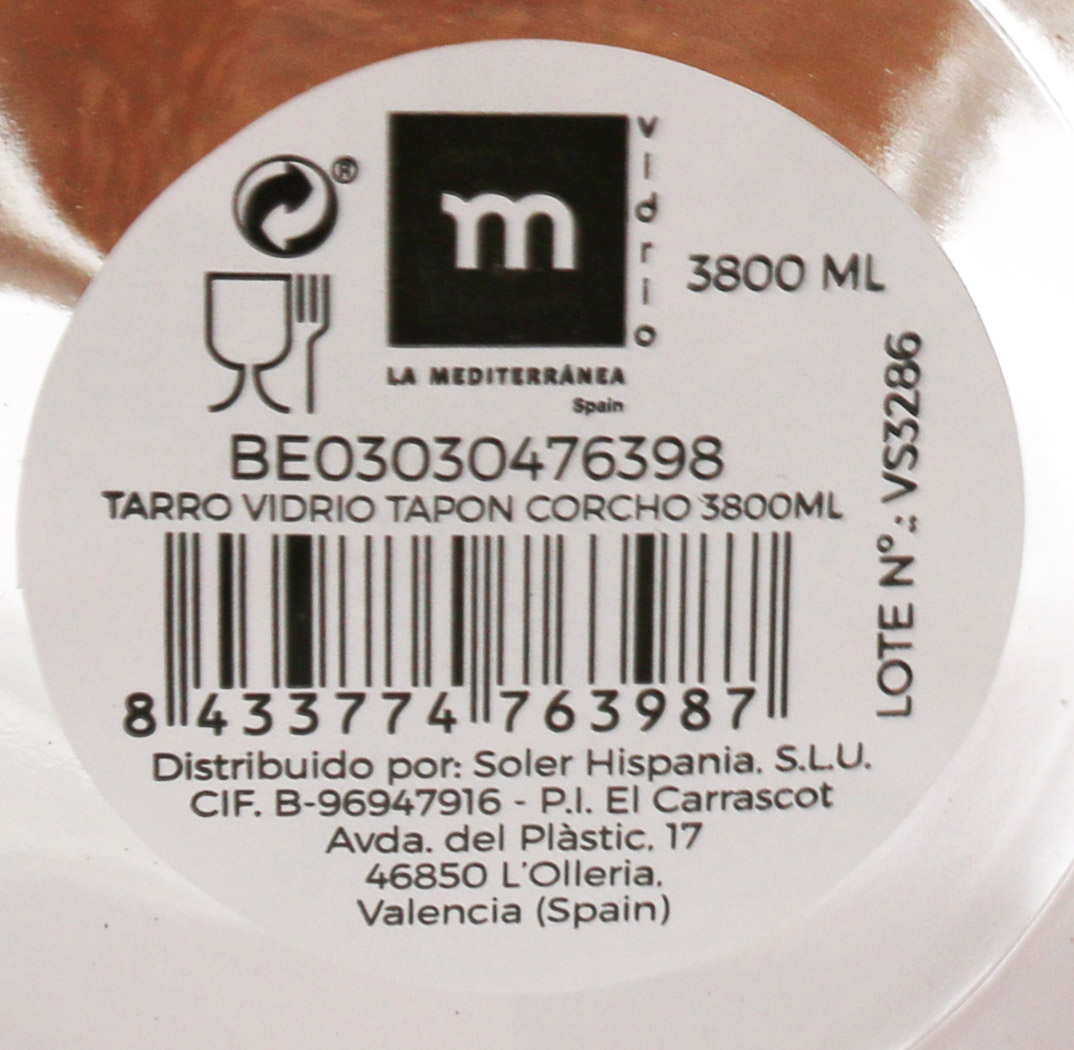 ®
m
vidrio
3800 ML
LA MEDITERRÁNEA
Spain
BE03030476398
TARRO VIDRIO TAPON CORCHO 3800ML
8 433774 763987
LOTE Nº.: VS3286
Distribuido por: Soler Hispania, S.L.U.
CIF. B-96947916 - P.I. El Carrascot
Avda. del Plàstic, 17
46850 L'Olleria,
Valencia (Spain)